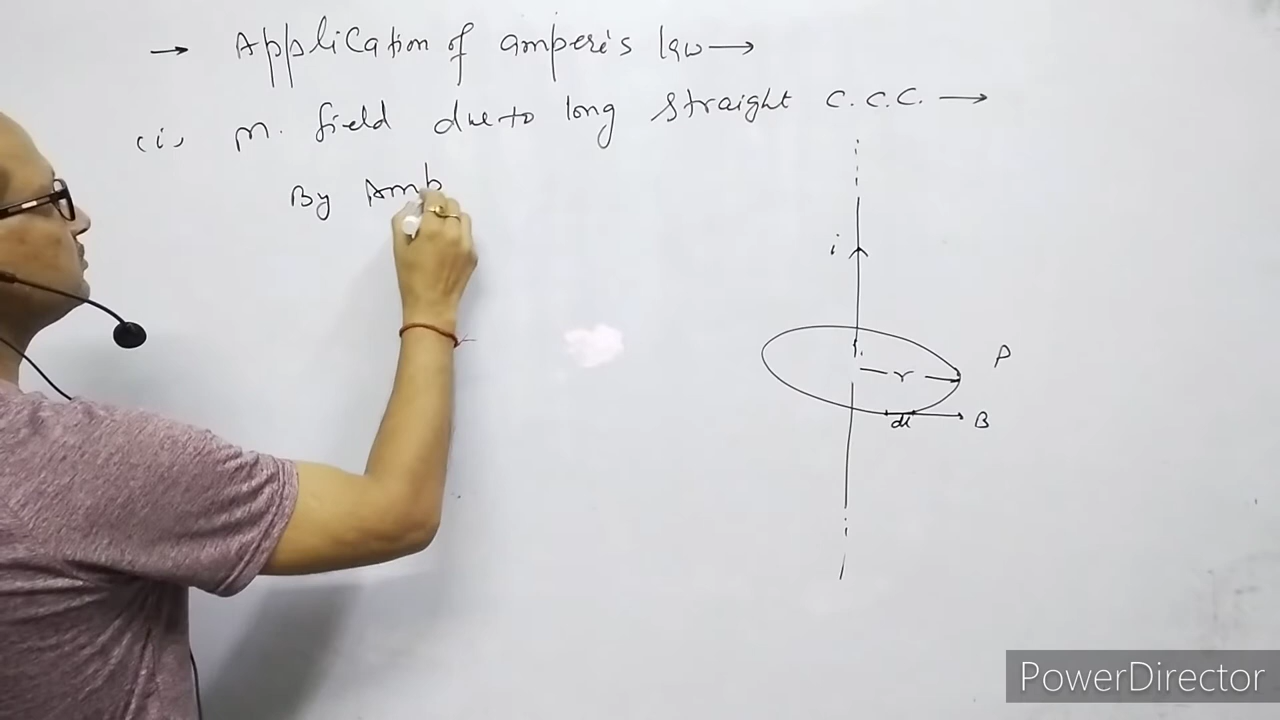 → Application of ampere's law →
(i) m. field due to long straight C.C.C. →
By Amp
i
r
P
dl
B
PowerDirector